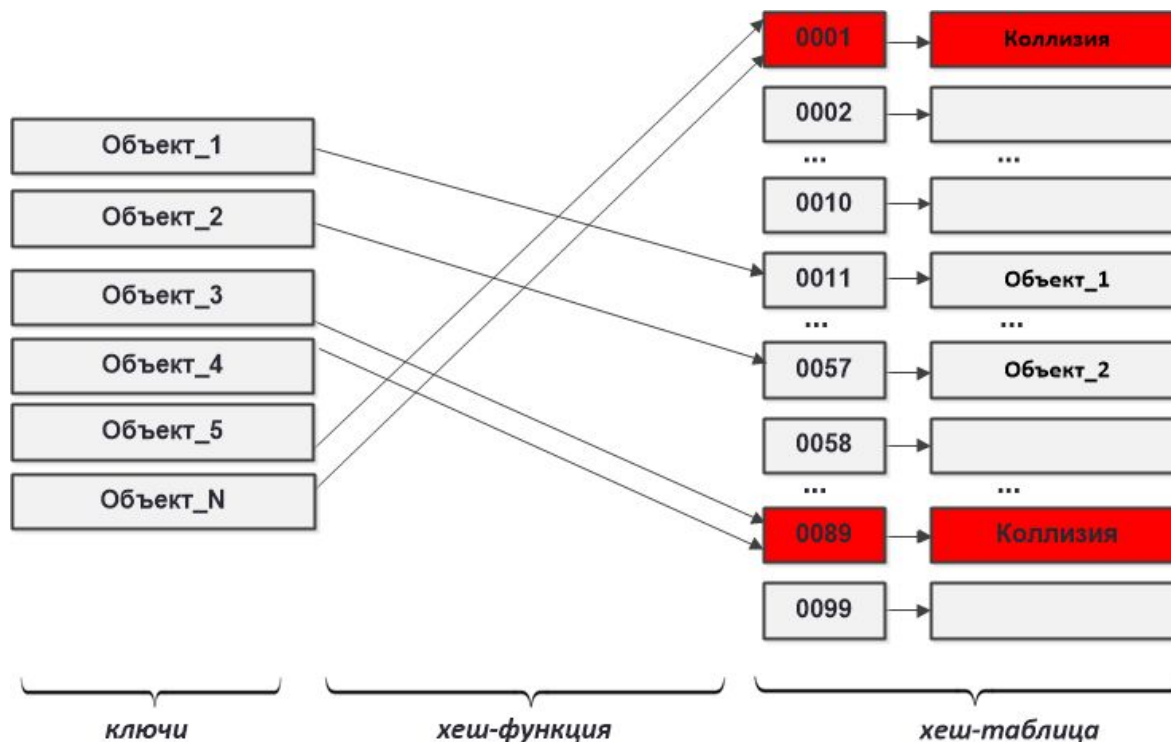 0001 Коллизия
0002
... ...
Объект_1
Объект_2
Объект_3
Объект_4
Объект_5
Объект_N
0010
0011 Объект_1
... ...
0057 Объект_2
0058
... ...
0089 Коллизия
0099
ключи хеш-функция хеш-таблица